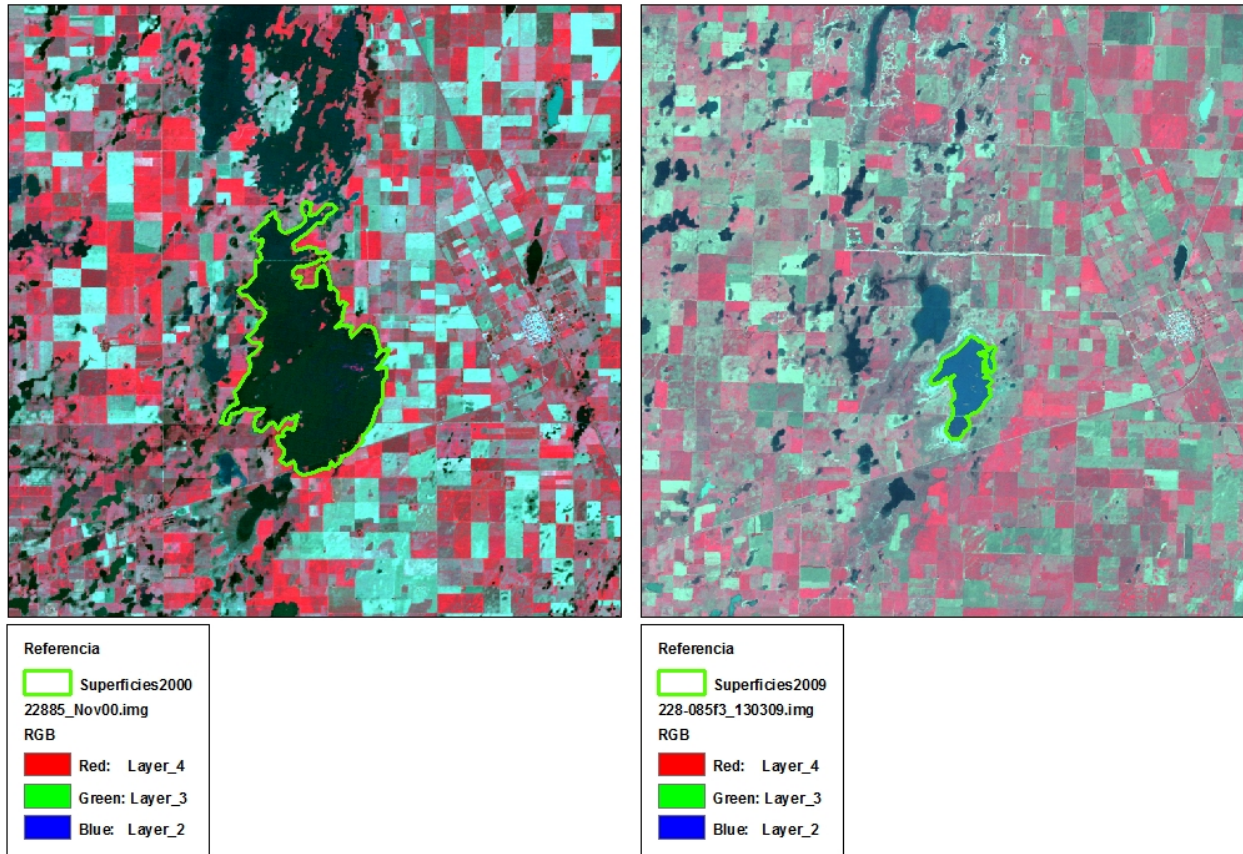 Referencia
Superficies2000
22885_Nov00.img
RGB
Red: Layer_4
Green: Layer_3
Blue: Layer_2
Referencia
Superficies2009
228-085f3_130309.img
RGB
Red: Layer_4
Green: Layer_3
Blue: Layer_2